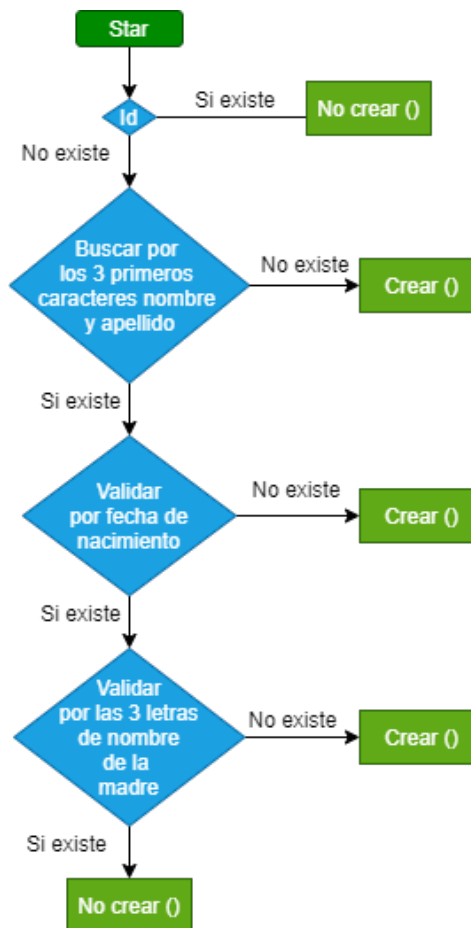 Star
Si existe
No crear ()
Id
No existe
Buscar por
los 3 primeros
caracteres nombre
y apellido
No existe
Crear ()
Si existe
Validar
por fecha de
nacimiento
No existe
Crear ()
Si existe
Validar
por las 3 letras
de nombre
de la
madre
No existe
Crear ()
Si existe
No crear ()